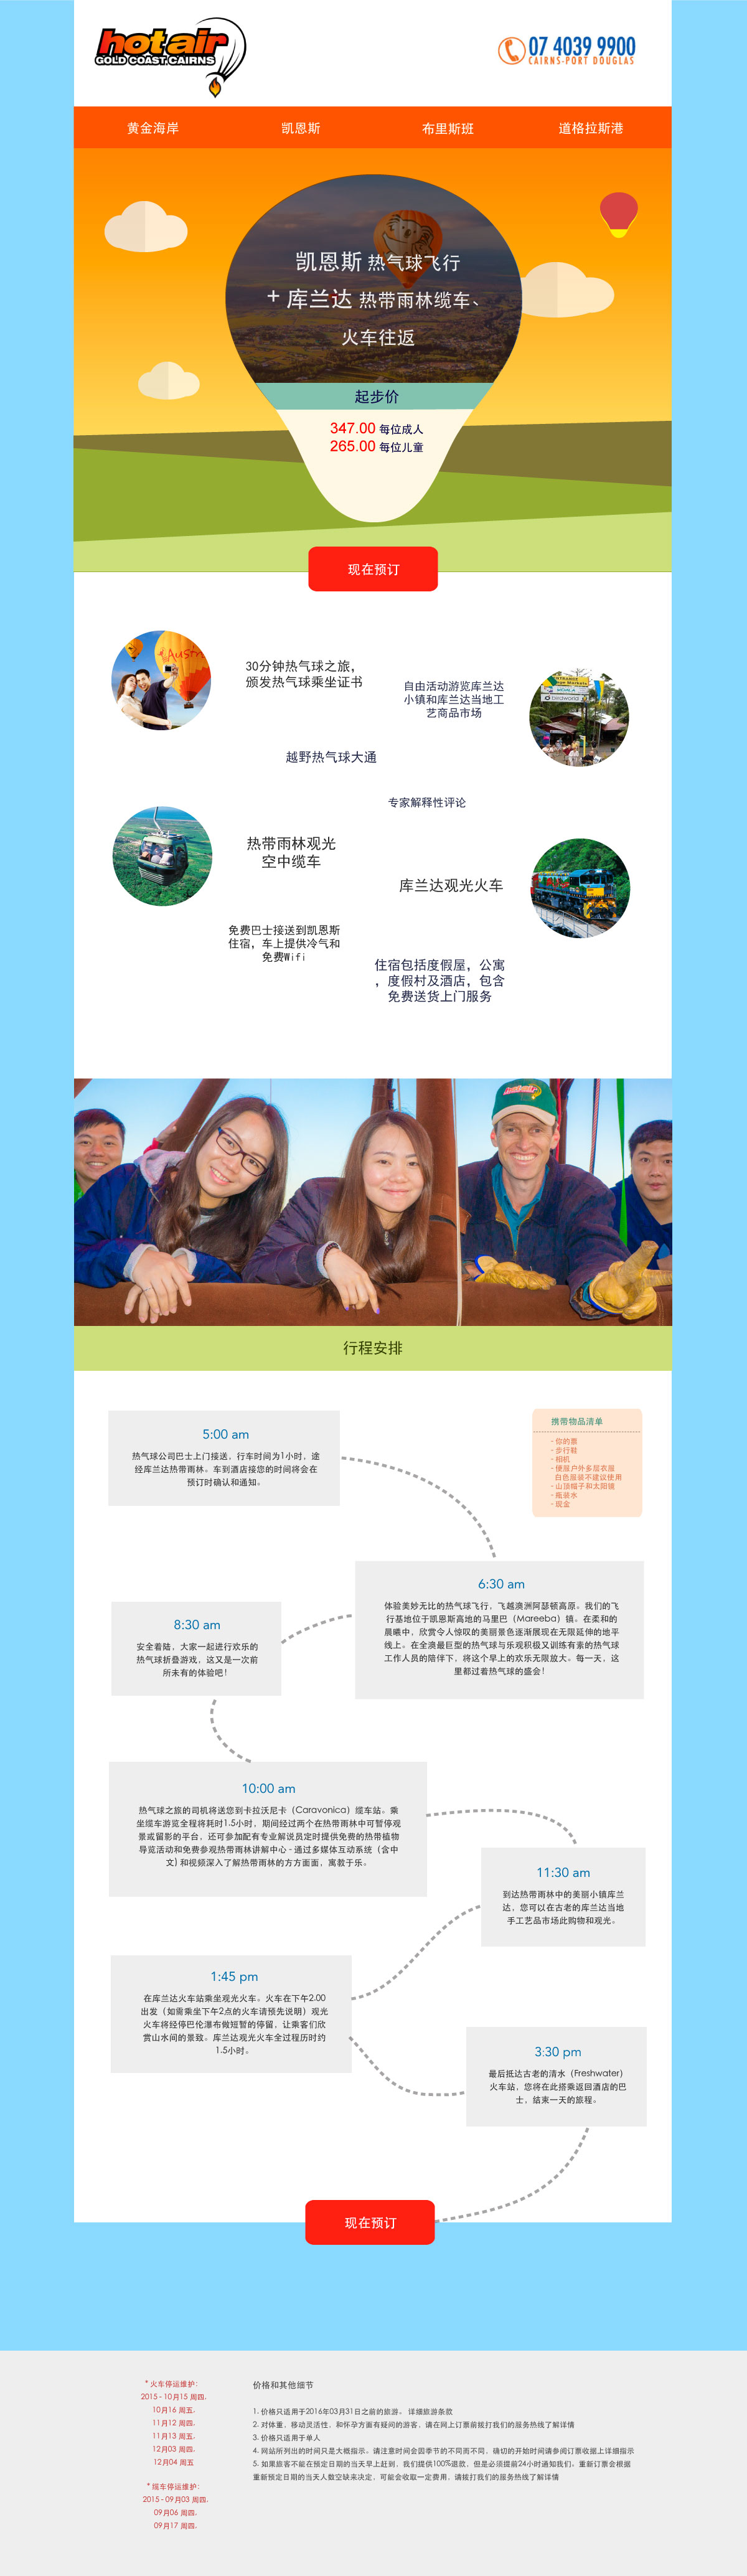 hot air
GOLD COAST CAIRNS
07 4039 9900
CAIRNS-PORT DOUGLAS
黄金海岸
凯恩斯
布里斯班
道格拉斯港
凯恩斯 热气球飞行
+ 库兰达 热带雨林缆车、
火车往返
起步价
347.00 每位成人
265.00 每位儿童
现在预订
30分钟热气球之旅,
颁发热气球乘坐证书
自由活动游览库兰达
小镇和库兰达当地工
艺商品市场
越野热气球大通
专家解释性评论
热带雨林观光
空中缆车
库兰达观光火车
免费巴士接送到凯恩斯
住宿, 车上提供冷气和
免费Wifi
住宿包括度假屋, 公寓
, 度假村及酒店, 包含
免费送货上门服务
hot air
行程安排
5:00 am
热气球公司巴士上门接送, 行车时间为1小时, 途
经库兰达热带雨林。车到酒店接您的时间将会在
预订时确认和通知。
携带物品清单
- 你的票
- 步行鞋
- 相机
- 便服户外多层衣服
白色服装不建议使用
- 山顶帽子和太阳镜
- 瓶装水
- 现金
6:30 am
体验美妙无比的热气球飞行, 飞越澳洲阿瑟顿高原。我们的飞
行基地位于凯恩斯高地的马里巴 (Mareeba) 镇。在柔和的
晨曦中, 欣赏令人惊叹的美丽景色逐渐展现在无限延伸的地平
线上。在全澳最巨型的热气球与乐观积极又训练有素的热气球
工作人员的陪伴下, 将这个早上的欢乐无限放大。每一天, 这
里都过着热气球的盛会!
8:30 am
安全着陆, 大家一起进行欢乐的
热气球折叠游戏, 这又是一次前
所未有的体验吧!
10:00 am
热气球之旅的司机将送您到卡拉沃尼卡 (Caravonica) 缆车站。乘
坐缆车游览全程将耗时1.5小时, 期间经过两个在热带雨林中可暂停观
景或留影的平台, 还可参加配有专业解说员定时提供免费的热带植物
导览活动和免费参观热带雨林讲解中心 - 通过多媒体互动系统 (含中
文) 和视频深入了解热带雨林的方方面面, 寓教于乐。
11:30 am
到达热带雨林中的美丽小镇库兰
达, 您可以在古老的库兰达当地
手工艺品市场此购物和观光。
1:45 pm
在库兰达火车站乘坐观光火车。火车在下午2.00
出发 (如需乘坐下午2点的火车请预先说明) 观光
火车将经停巴伦瀑布做短暂的停留, 让乘客们欣
赏山水间的景致。库兰达观光火车全过程历时约
1.5小时。
3:30 pm
最后抵达古老的清水 (Freshwater)
火车站, 您将在此搭乘返回酒店的巴
士, 结束一天的旅程。
现在预订
* 火车停运维护:
2015 - 10月15 周四.
10月16 周五.
11月12 周四.
11月13 周五.
12月03 周四.
12月04 周五
* 缆车停运维护:
2015 - 09月03 周四.
09月06 周四.
09月17 周四.
价格和其他细节
1. 价格只适用于2016年03月31日之前的旅游。 详细旅游条款
2. 对体重, 移动灵活性, 和怀孕方面有疑问的游客, 请在网上订票前拨打我们的服务热线了解详情
3. 价格只适用于单人
4. 网站所列出的时间只是大概指示。请注意时间会因季节的不同而不同, 确切的开始时间请参阅订票收据上详细指示
5. 如果旅客不能在预定日期的当天早上赶到, 我们提供100%退款, 但是必须提前24小时通知我们。重新订票会根据
重新预定日期的当天人数空缺来决定, 可能会收取一定费用, 请拨打我们的服务热线了解详情